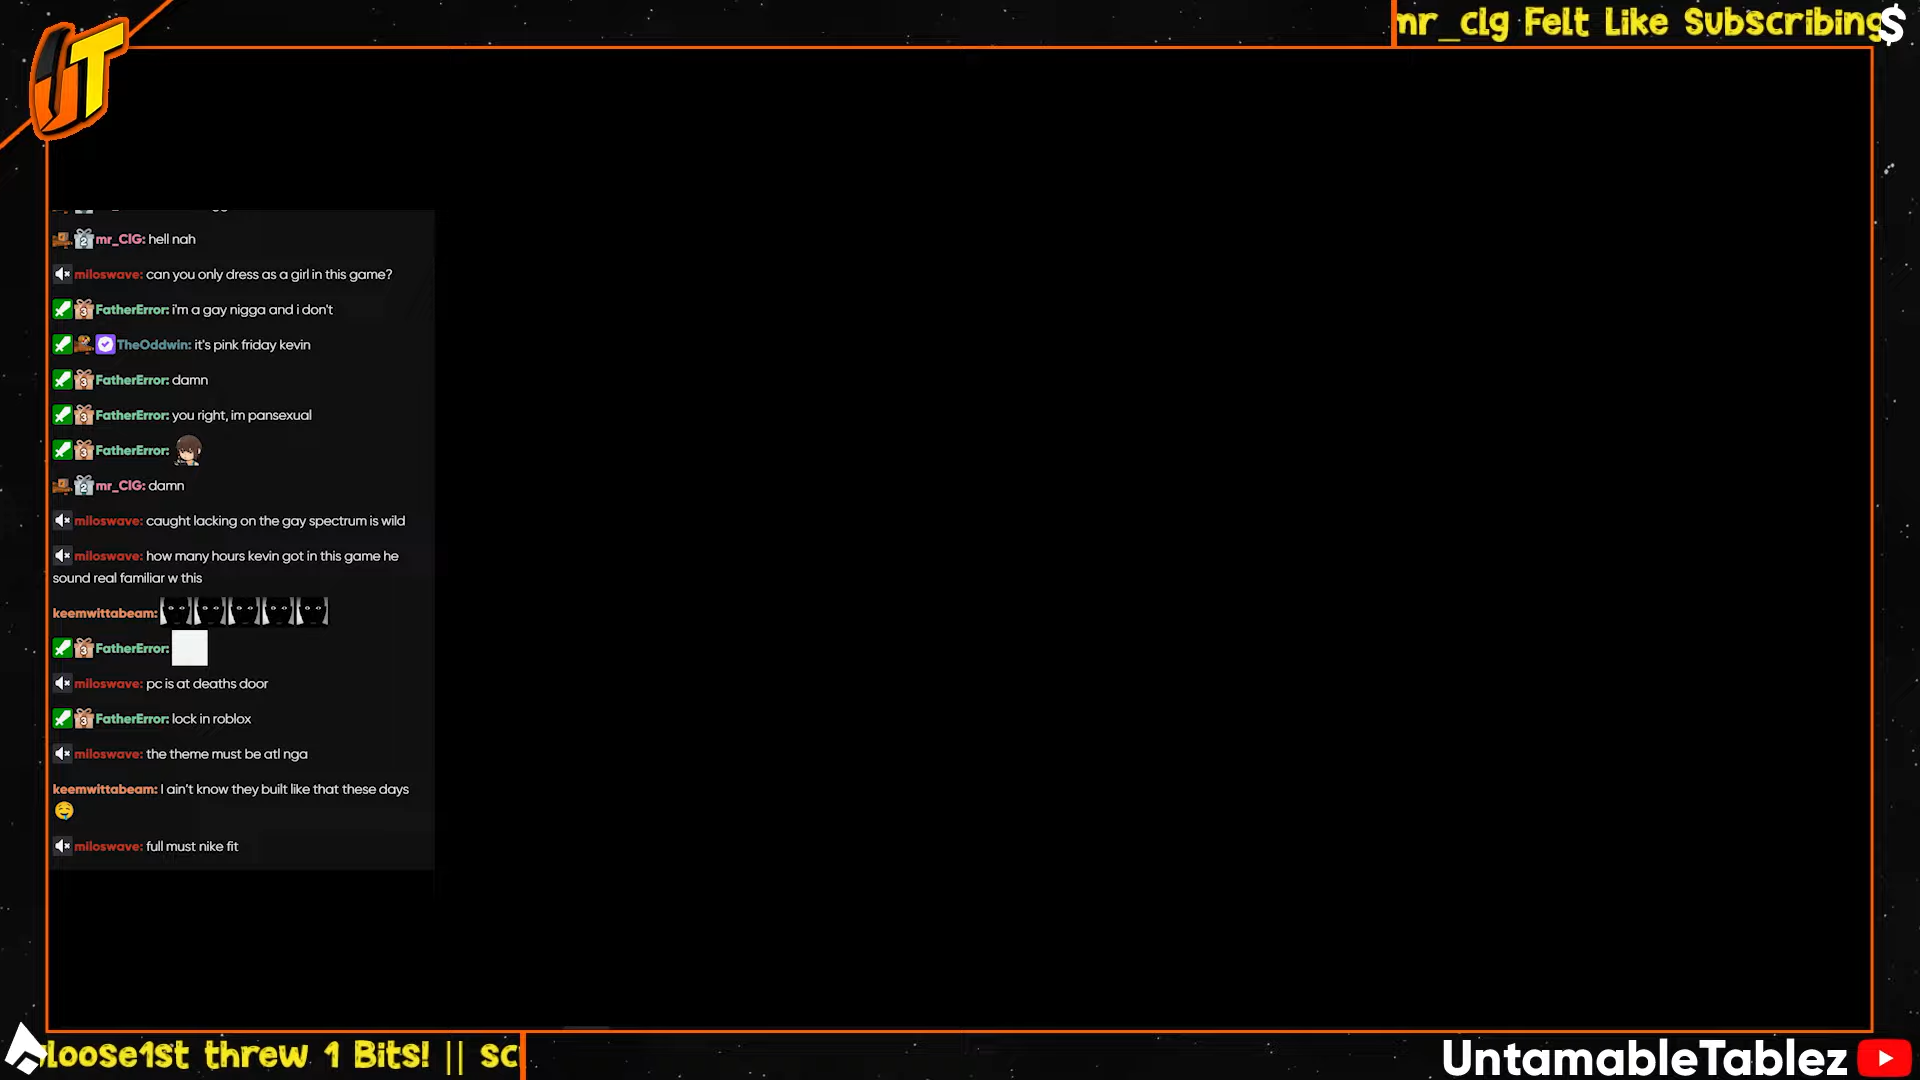 mr_clg Felt Like Subscribing
$
JT
mr_ClG: hell nah
miloswave: can you only dress as a girl in this game?
FatherError: i'm a gay nigga and i don't
TheOddwin: it's pink friday kevin
FatherError: damn
FatherError: you right, im pansexual
FatherError:
mr_ClG: damn
miloswave: caught lacking on the gay spectrum is wild
miloswave: how many hours kevin got in this game he
sound real familiar w this
keemwittabeam:
FatherError:
miloswave: pc is at deaths door
FatherError: lock in roblox
miloswave: the theme must be atl nga
keemwittabeam: I ain't know they built like that these days
🤤
miloswave: full must nike fit
loose1st threw 1 Bits! || sc
UntamableTablez